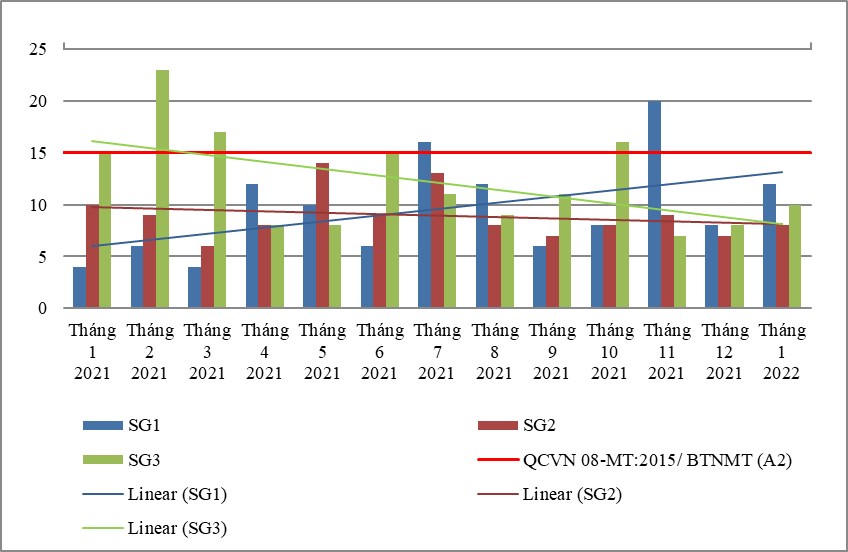 25
20
15
10
5
0
Tháng Tháng Tháng Tháng Tháng Tháng Tháng Tháng Tháng Tháng Tháng Tháng Tháng
1 2 3 4 5 6 7 8 9 10 11 12 1
2021 2021 2021 2021 2021 2021 2021 2021 2021 2021 2021 2021 2022
SG1 SG2
SG3 QCVN 08-MT:2015/ BTNMT (A2)
Linear (SG1) Linear (SG2)
Linear (SG3)